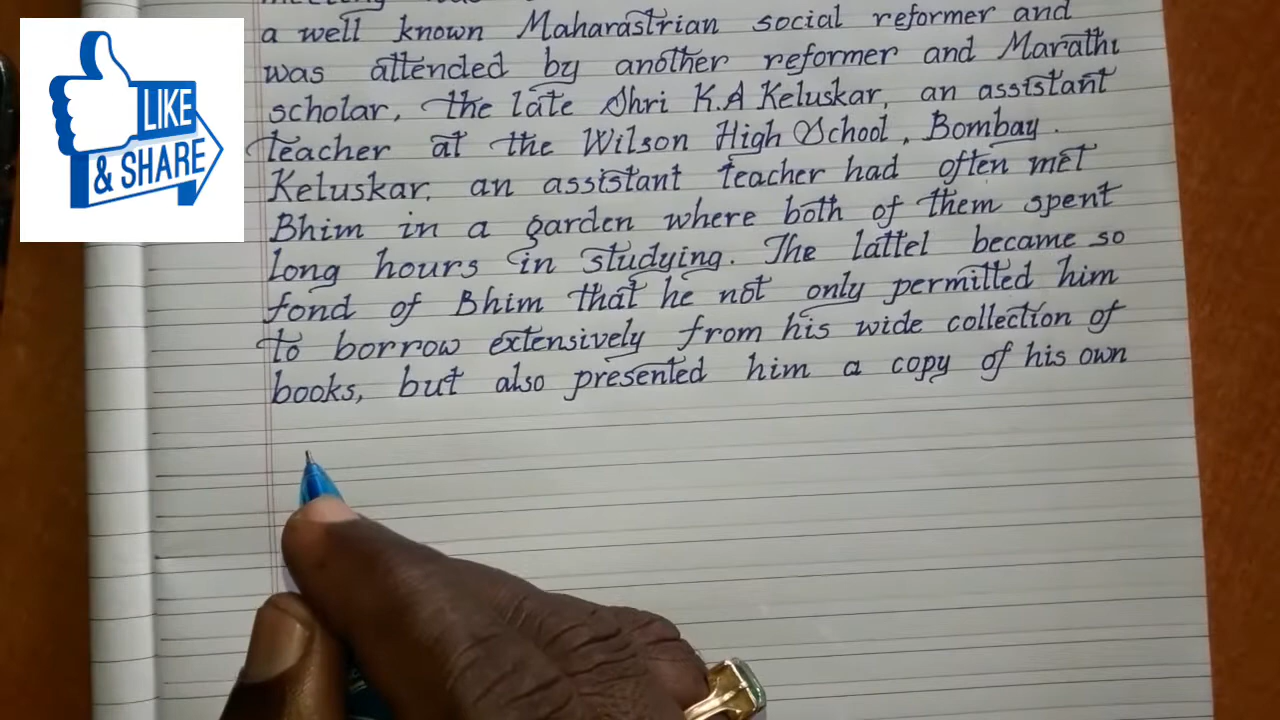 LIKE
& SHARE
a well known Maharastrian social reformer and
was attended by another reformer and Marathi
scholar, the late Shri K.A Keluskar, an assistant
teacher at the Wilson High School, Bombay.
Keluskar, an assistant teacher had often met
Bhim in a garden where both of them spent
long hours in studying. The lattel became so
fond of Bhim that he not only permitted him
to borrow extensively from his wide collection of
books, but also presented him a copy of his own